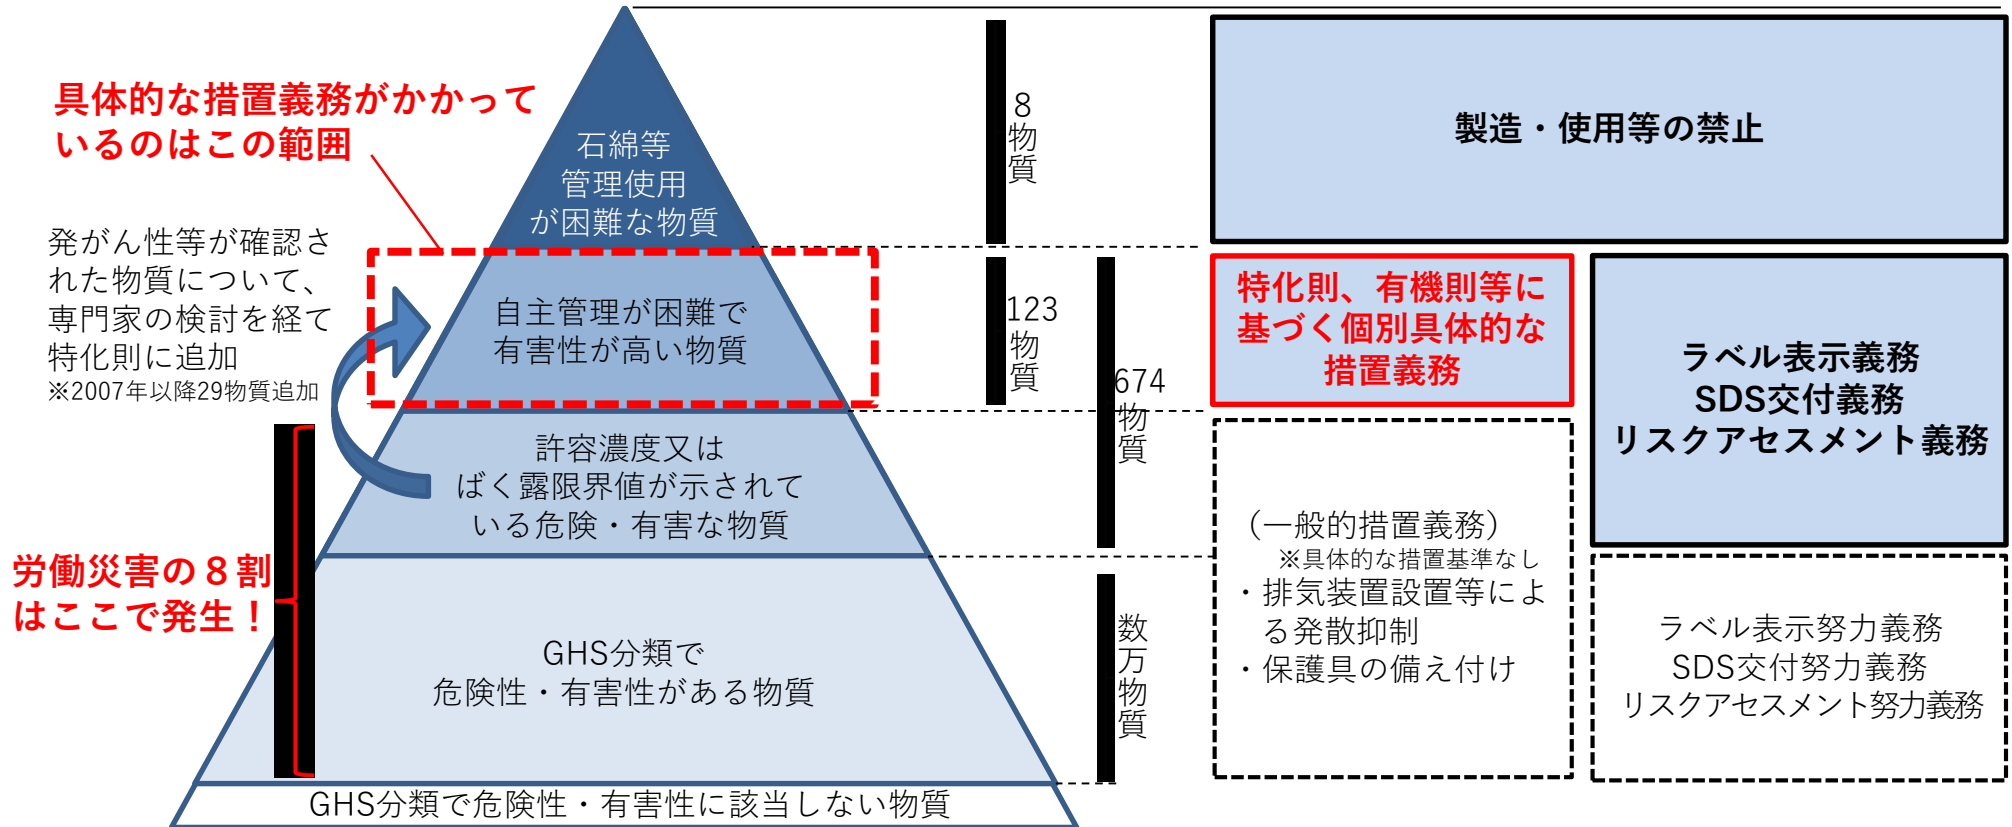 具体的な措置義務がかかって
いるのはこの範囲
発がん性等が確認さ
れた物質について、
専門家の検討を経て
特化則に追加
※2007年以降29物質追加
労働災害の８割
はここで発生！
石綿等
管理使用
が困難な物質
自主管理が困難で
有害性が高い物質
許容濃度又は
ばく露限界値が示されて
いる危険・有害な物質
GHS分類で
危険性・有害性がある物質
GHS分類で危険性・有害性に該当しない物質
8物質
123物質
674物質
数万物質
製造・使用等の禁止
特化則、有機則等に
基づく個別具体的な
措置義務
ラベル表示義務
SDS交付義務
リスクアセスメント義務
（一般的措置義務）
※具体的な措置基準なし
・排気装置設置等によ
る発散抑制
・保護具の備え付け
ラベル表示努力義務
SDS交付努力義務
リスクアセスメント努力義務